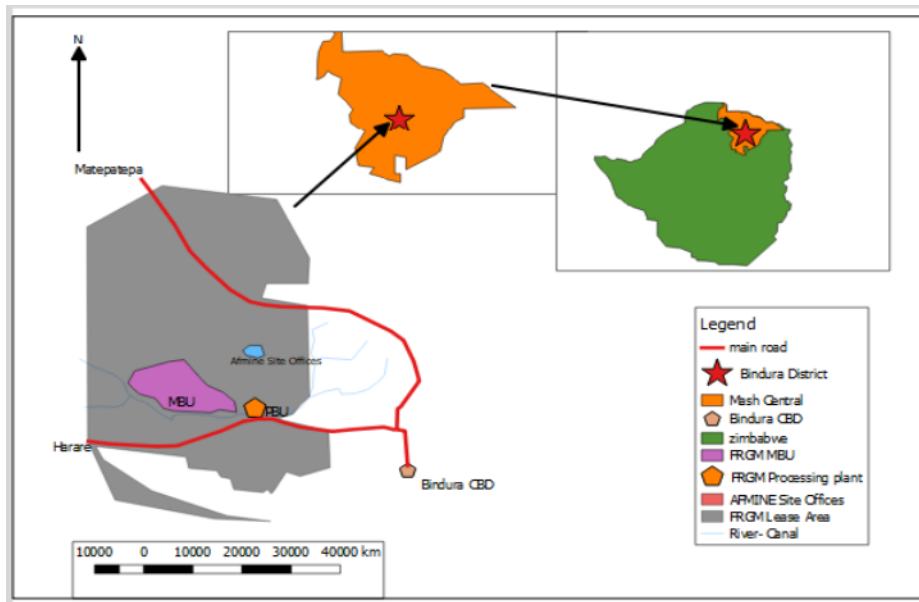 N
Matepatepa
Afmine Site Offices
MBU
PBU
Harare
Bindura CBD
Legend
main road
Bindura District
Mash Central
Bindura CBD
zimbabwe
FRGM MBU
FRGM Processing plant
AFMINE Site Offices
FRGM Lease Area
River- Canal
10000 0 10000 20000 30000 40000 km